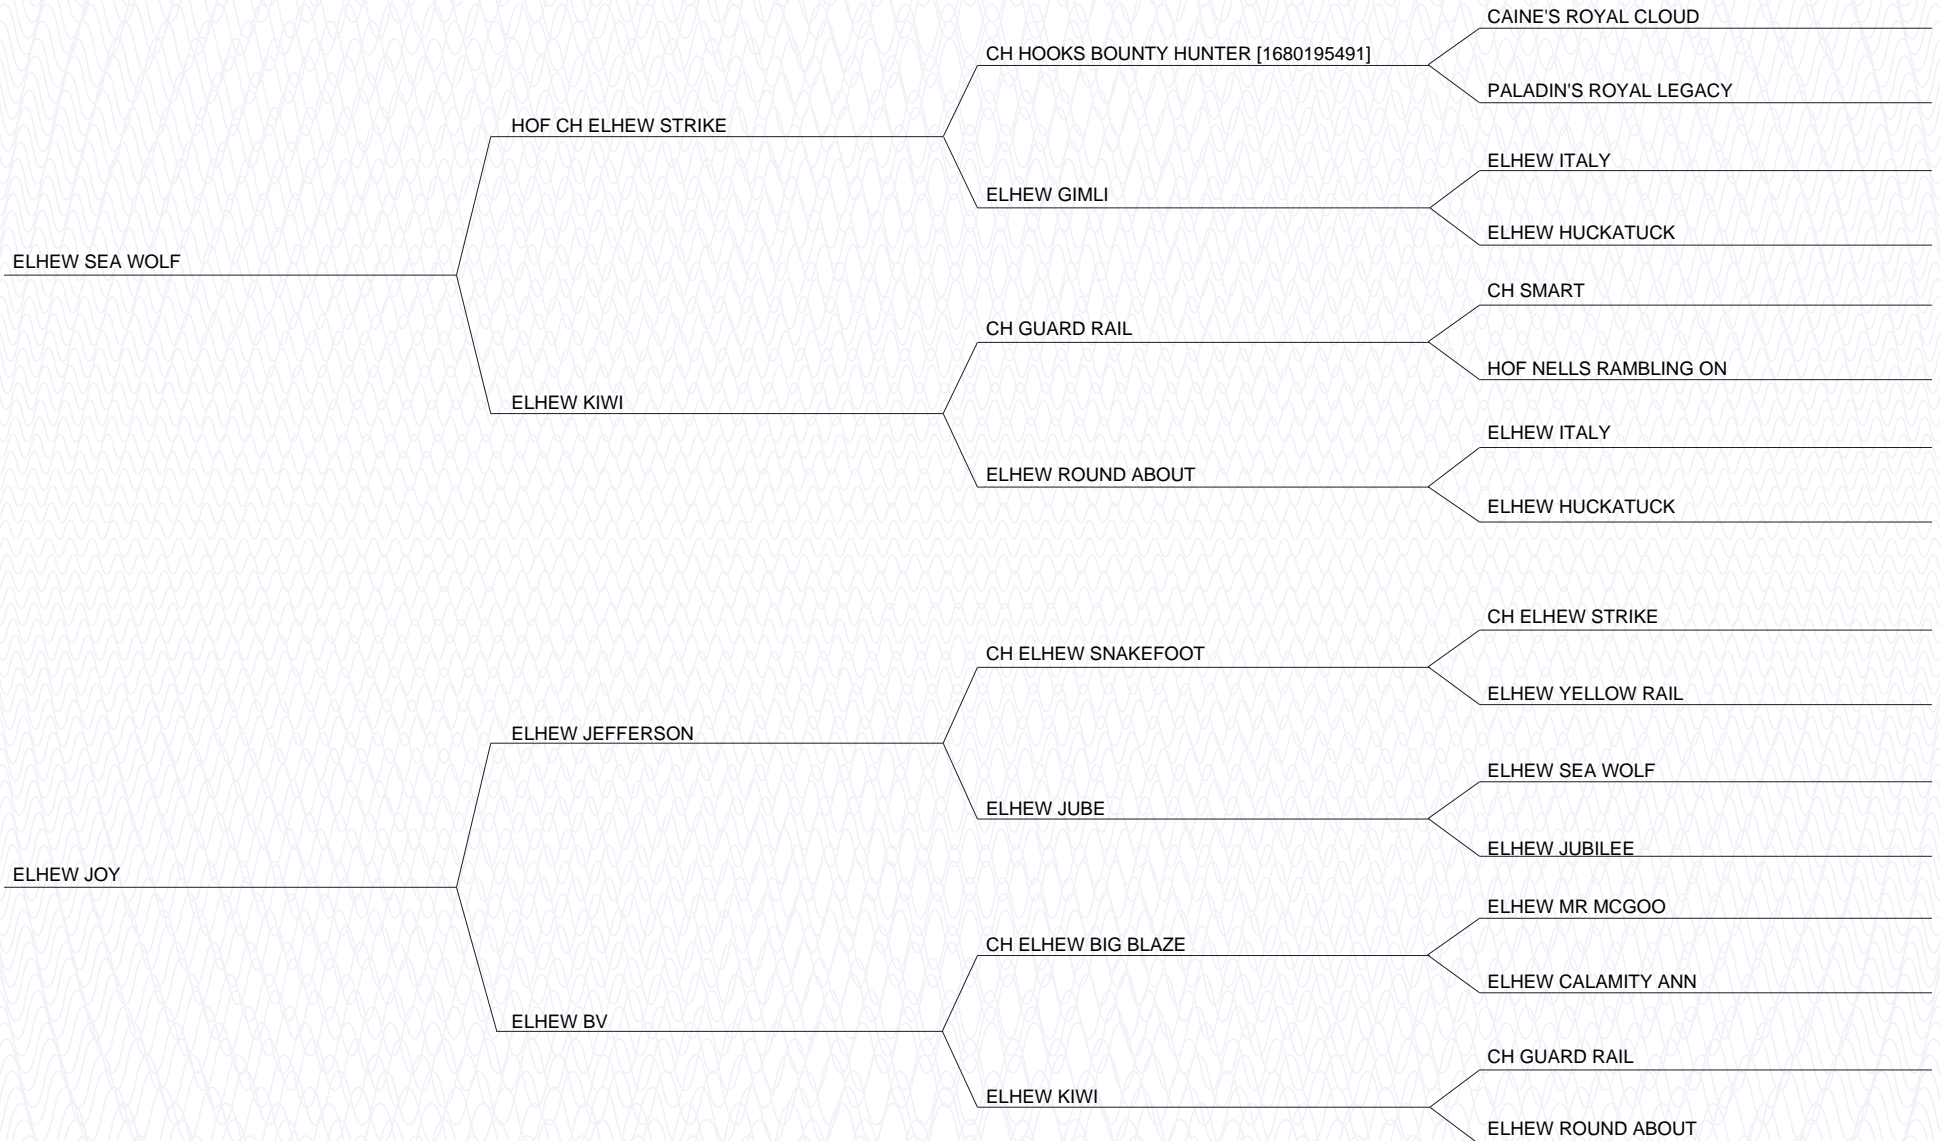 CAINE'S ROYAL CLOUD
CH HOOKS BOUNTY HUNTER [1680195491]
PALADIN'S ROYAL LEGACY
HOF CH ELHEW STRIKE
ELHEW ITALY
ELHEW GIMLI
ELHEW HUCKATUCK
ELHEW SEA WOLF
CH SMART
CH GUARD RAIL
HOF NELLS RAMBLING ON
ELHEW KIWI
ELHEW ITALY
ELHEW ROUND ABOUT
ELHEW HUCKATUCK
CH ELHEW STRIKE
CH ELHEW SNAKEFOOT
ELHEW YELLOW RAIL
ELHEW JEFFERSON
ELHEW SEA WOLF
ELHEW JUBE
ELHEW JUBILEE
ELHEW JOY
ELHEW MR MCGOO
CH ELHEW BIG BLAZE
ELHEW CALAMITY ANN
ELHEW BV
CH GUARD RAIL
ELHEW KIWI
ELHEW ROUND ABOUT